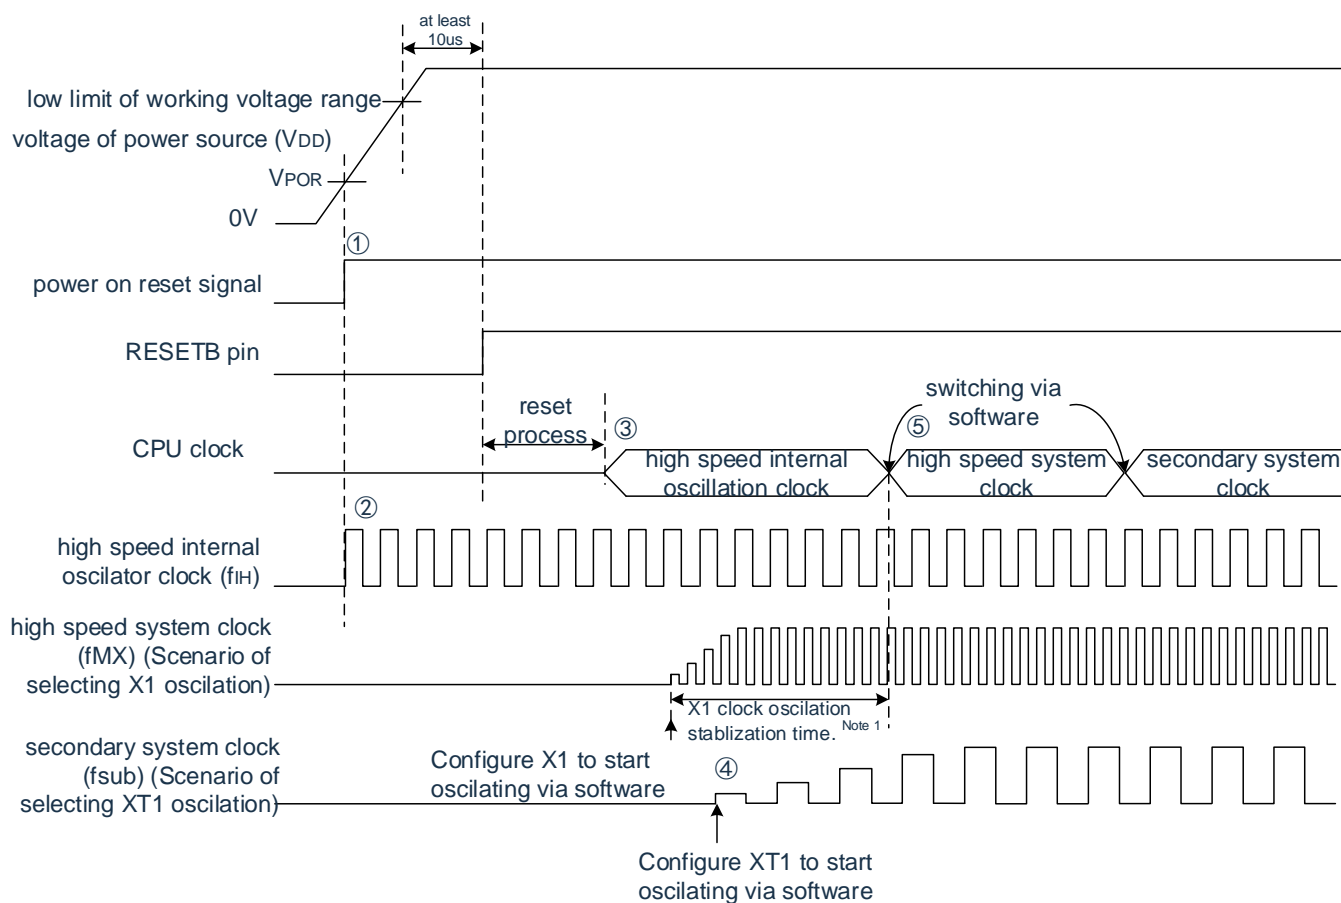 at least
10us
low limit of working voltage range
voltage of power source (VDD)
VPOR
0V
①
power on reset signal
RESETB pin
switching via
software
reset
process
③
⑤
CPU clock
high speed internal
oscillation clock
high speed system
clock
secondary system
clock
②
high speed internal
oscilator clock (fIH)
high speed system clock
(fMX) (Scenario of
selecting X1 oscilation)
X1 clock oscilation
stablization time. Note 1
secondary system clock
(fsub) (Scenario of
selecting XT1 oscilation)
Configure X1 to start
oscilating via software
④
Configure XT1 to start
oscilating via software